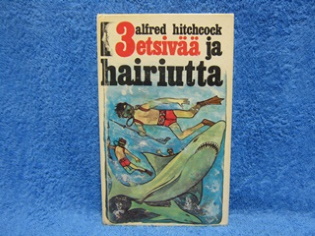 alfred hitchcock
3 etsivää ja
hairiutta